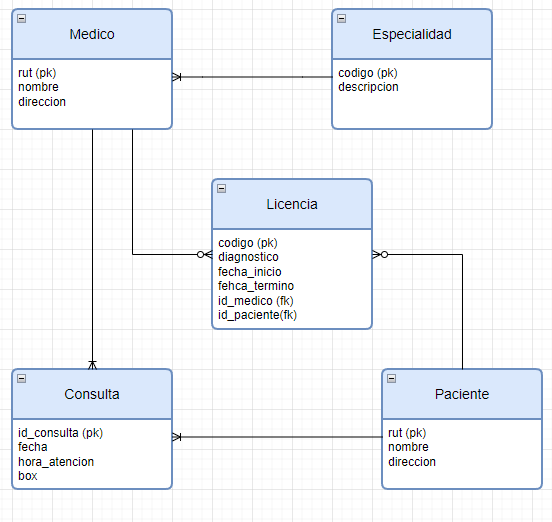 Medico
rut (pk)
nombre
direccion
Especialidad
codigo (pk)
descripcion
Licencia
codigo (pk)
diagnostico
fecha_inicio
fehca_termino
id_medico (fk)
id_paciente(fk)
Consulta
id_consulta (pk)
fecha
hora_atencion
box
Paciente
rut (pk)
nombre
direccion